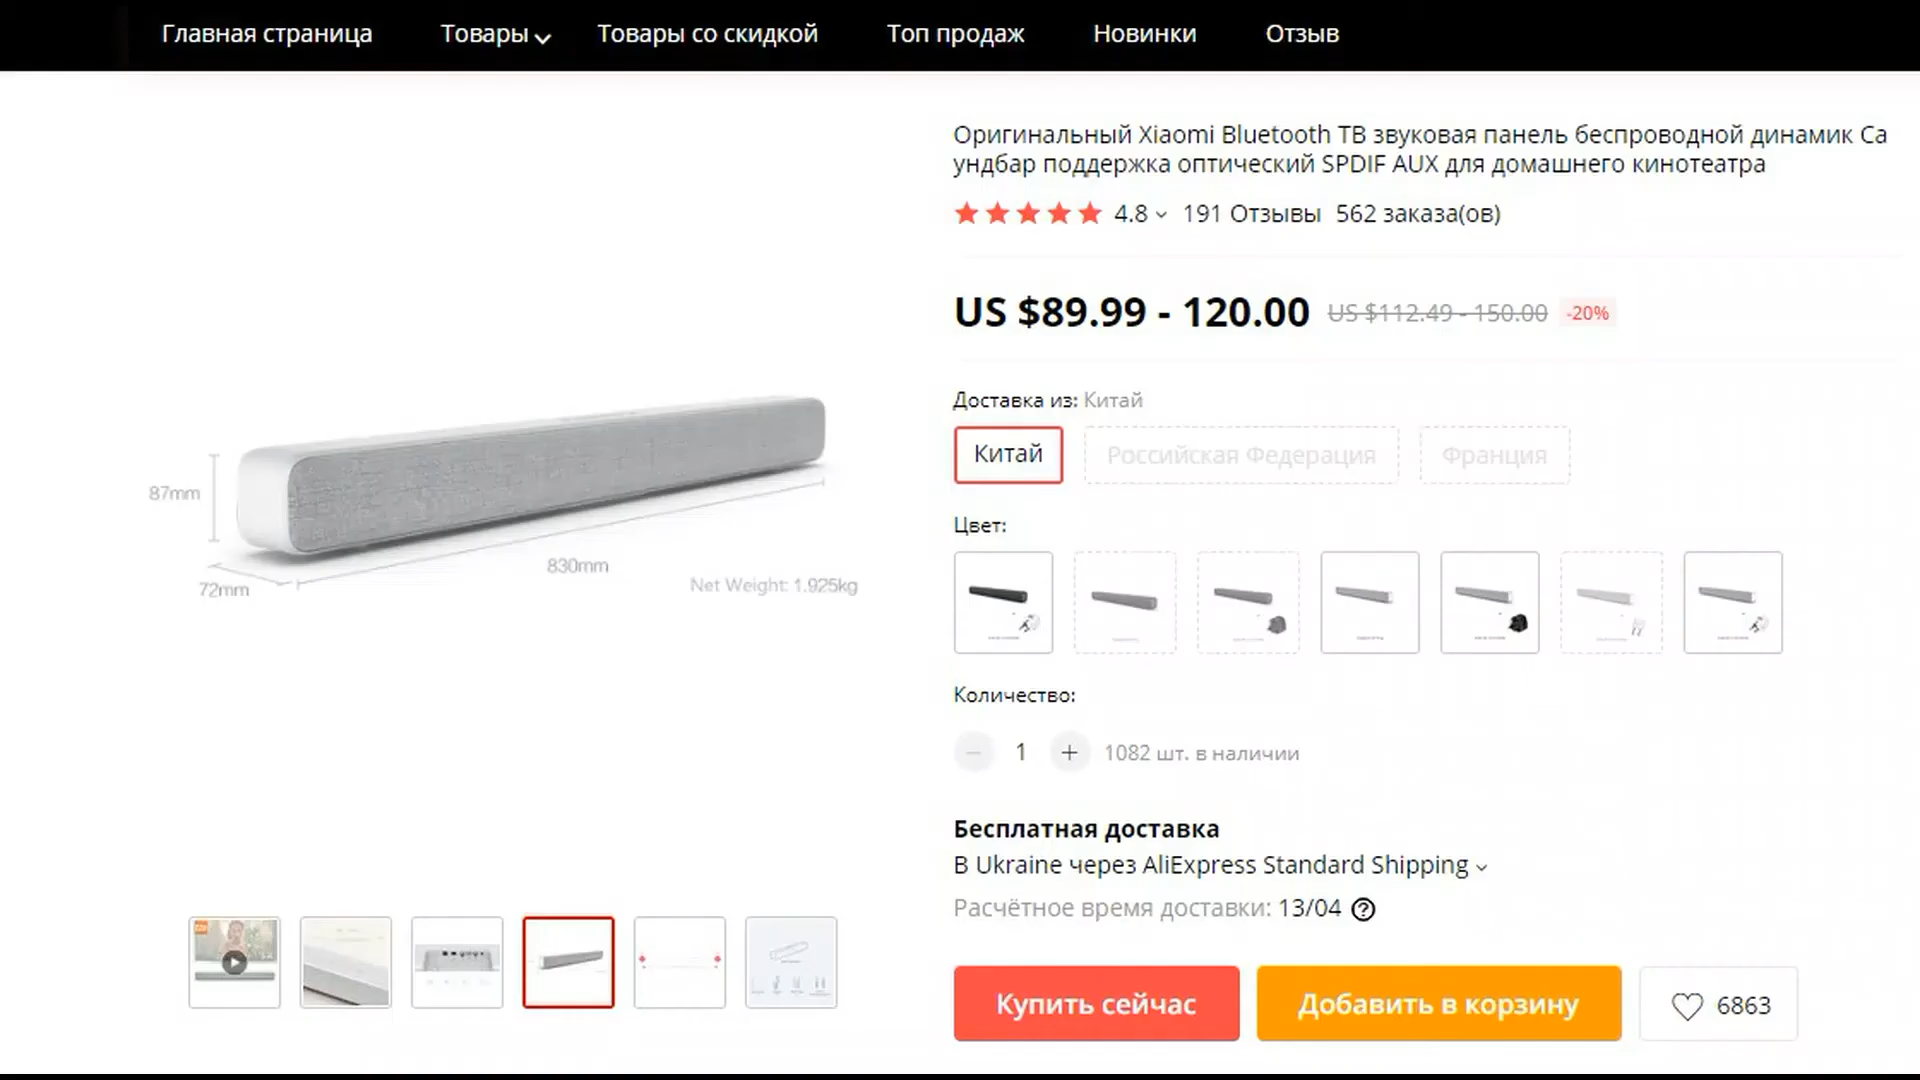 Главная страница
Товары
Товары со скидкой
Топ продаж
Новинки
Отзыв
Оригинальный Xiaomi Bluetooth ТВ звуковая панель беспроводной динамик Са
ундбар поддержка оптический SPDIF AUX для домашнего кинотеатра
4.8
191 Отзывы
562 заказа(ов)
US $89.99 - 120.00
US $112.49 - 150.00
-20%
Доставка из: Китай
Китай
Российская Федерация
Франция
Цвет:
Количество:
1
1082 шт. в наличии
Бесплатная доставка
В Ukraine через AliExpress Standard Shipping
Расчётное время доставки: 13/04
Купить сейчас
Добавить в корзину
6863
87mm
72mm
830mm
Net Weight: 1.925kg